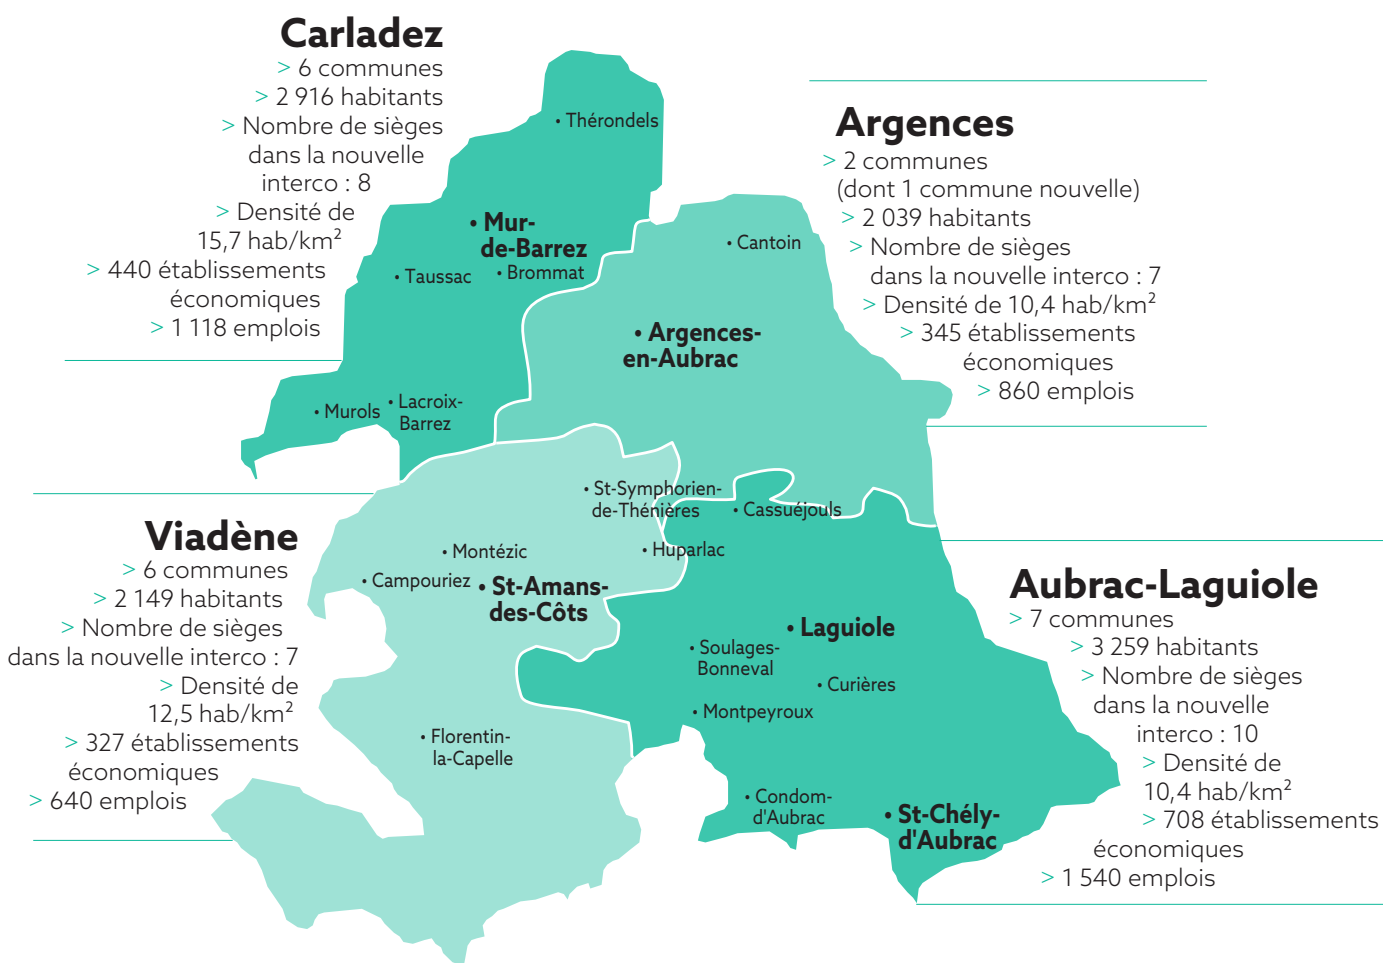 Carladez
> 6 communes
> 2 916 habitants
> Nombre de sièges
dans la nouvelle
interco : 8
> Densité de
15,7 hab/km²
> 440 établissements
économiques
> 1 118 emplois
Argences
> 2 communes
(dont 1 commune nouvelle)
> 2 039 habitants
> Nombre de sièges
dans la nouvelle interco : 7
> Densité de 10,4 hab/km²
> 345 établissements
économiques
> 860 emplois
• Thérondels
• Mur-
de-Barrez
• Taussac
• Brommat
• Murols
• Lacroix-
Barrez
• Cantoin
• Argences-
en-Aubrac
Viadène
> 6 communes
> 2 149 habitants
> Nombre de sièges
dans la nouvelle interco : 7
> Densité de
12,5 hab/km²
> 327 établissements
économiques
> 640 emplois
• St-Symphorien-
de-Thénières
• Cassuéjouls
• Montézic
• Huparlac
• Campouriez
• St-Amans-
des-Côts
• Florentin-
la-Capelle
• Laguiole
• Soulages-
Bonneval
• Curières
• Montpeyroux
• Condom-
d'Aubrac
• St-Chély-
d'Aubrac
Aubrac-Laguiole
> 7 communes
> 3 259 habitants
> Nombre de sièges
dans la nouvelle
interco : 10
> Densité de
10,4 hab/km²
> 708 établissements
économiques
> 1 540 emplois